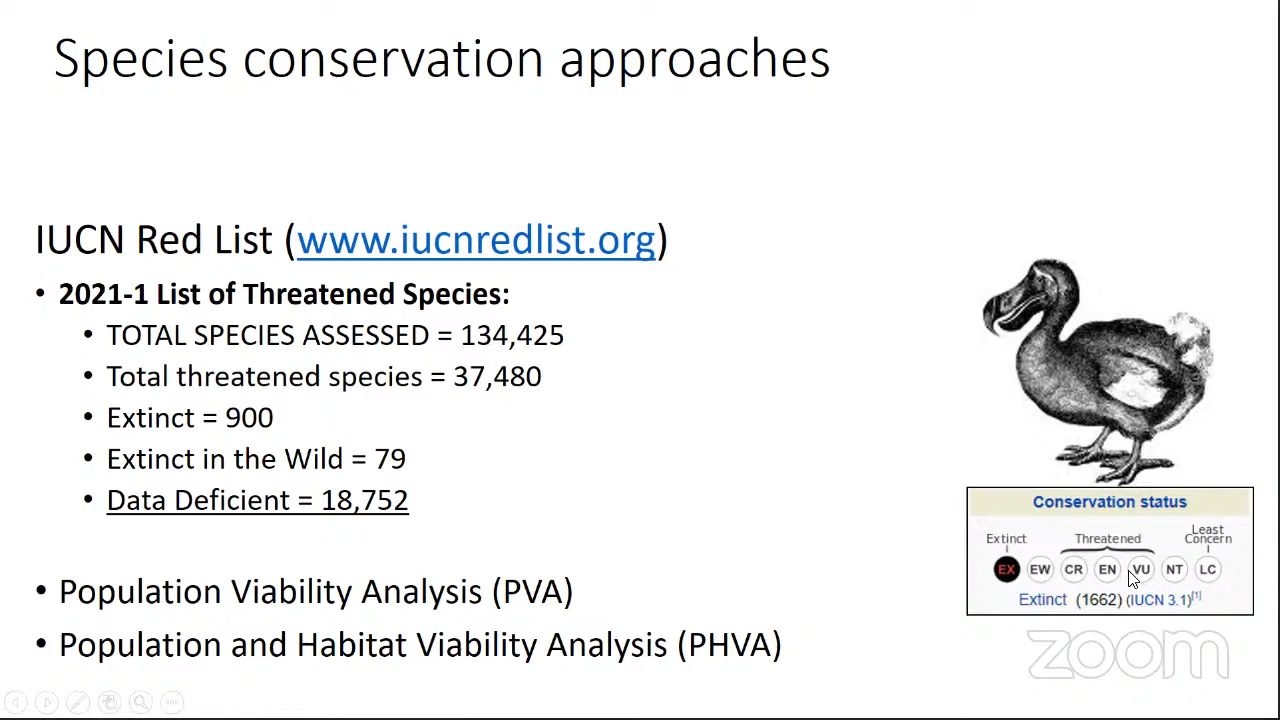 Species conservation approaches
IUCN Red List (www.iucnredlist.org)
• 2021-1 List of Threatened Species:
• TOTAL SPECIES ASSESSED = 134,425
• Total threatened species = 37,480
• Extinct = 900
• Extinct in the Wild = 79
• Data Deficient = 18,752
• Population Viability Analysis (PVA)
• Population and Habitat Viability Analysis (PHVA)
Conservation status
Extinct Threatened Least Concern
EX EW CR EN VU NT LC
Extinct (1662) (IUCN 3.1)[1]
zoom